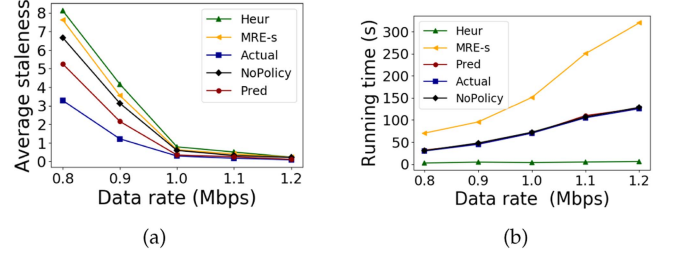 Average staleness
8
7
6
5
4
3
2
1
0
0.8 0.9 1.0 1.1 1.2
Data rate (Mbps)
Heur
MRE-s
Actual
NoPolicy
Pred
(a)
Running time (s)
300
250
200
150
100
50
0
0.8 0.9 1.0 1.1 1.2
Data rate (Mbps)
Heur
MRE-s
Pred
Actual
NoPolicy
(b)